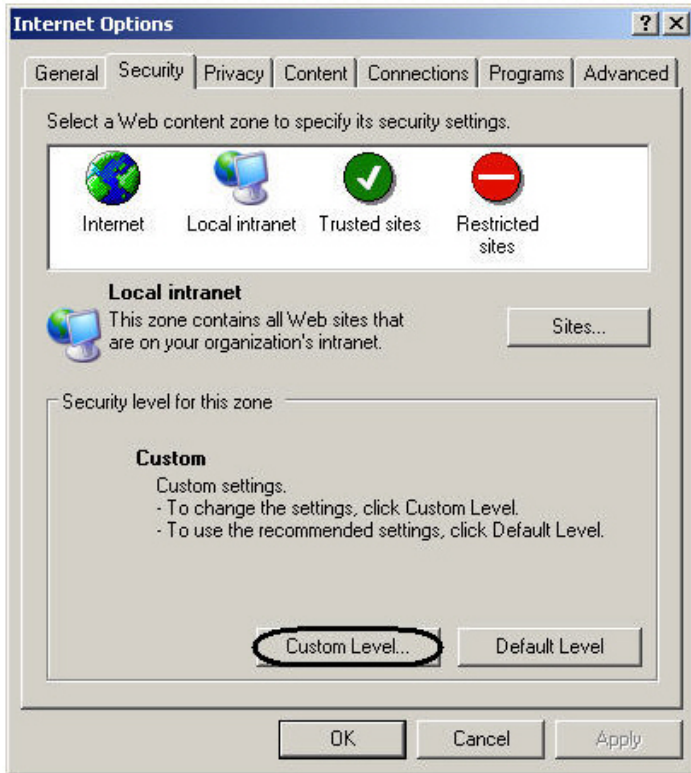 Internet Options
General Security Privacy Content Connections Programs Advanced
Select a Web content zone to specify its security settings.
Internet Local intranet Trusted sites Restricted
sites
Local intranet
This zone contains all Web sites that
are on your organization's intranet.
Sites...
Security level for this zone
Custom
Custom settings.
- To change the settings, click Custom Level.
- To use the recommended settings, click Default Level.
Custom Level... Default Level
OK Cancel Apply